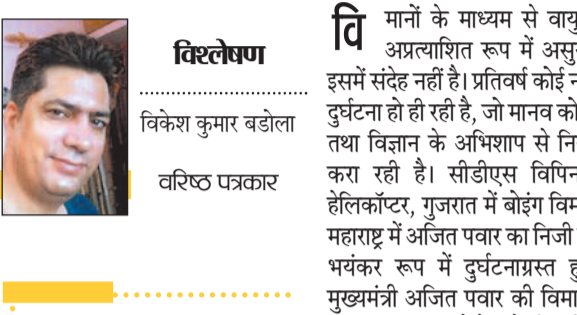 विश्लेषण
विकेश कुमार बडोला
वरिष्ठ पत्रकार
विमानों के माध्यम से
अप्रत्याशित रूप में
इसमें संदेह नहीं है। प्रतिवर्ष कोई
दुर्घटना हो ही रही है, जो मानव
तथा विज्ञान के अभिशाप से
करा रही है। सीडीएस विपिन
हेलिकॉप्टर, गुजरात में बोइंग
महाराष्ट्र में अजित पवार का निजी
भयंकर रूप में दुर्घटनाग्रस्त
मुख्यमंत्री अजित पवार की